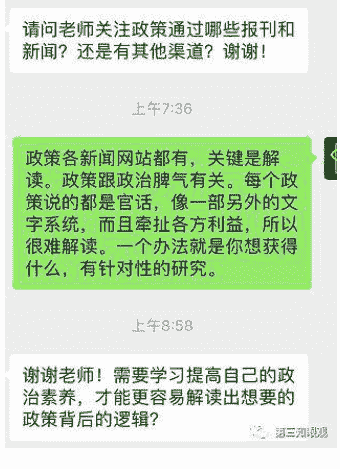 请问老师关注政策通过哪些报刊和
新闻？还是有其他渠道？谢谢！
上午7:36
政策各新闻网站都有，关键是解
读。政策跟政治脾气有关。每个政
策说的都是官话，像一部另外的文
字系统，而且牵扯各方利益，所以
很难解读。一个办法就是你想获得
什么，有针对性的研究。
上午8:58
谢谢老师！需要学习提高自己的政
治素养，才能更容易解读出想要的
政策背后的逻辑？